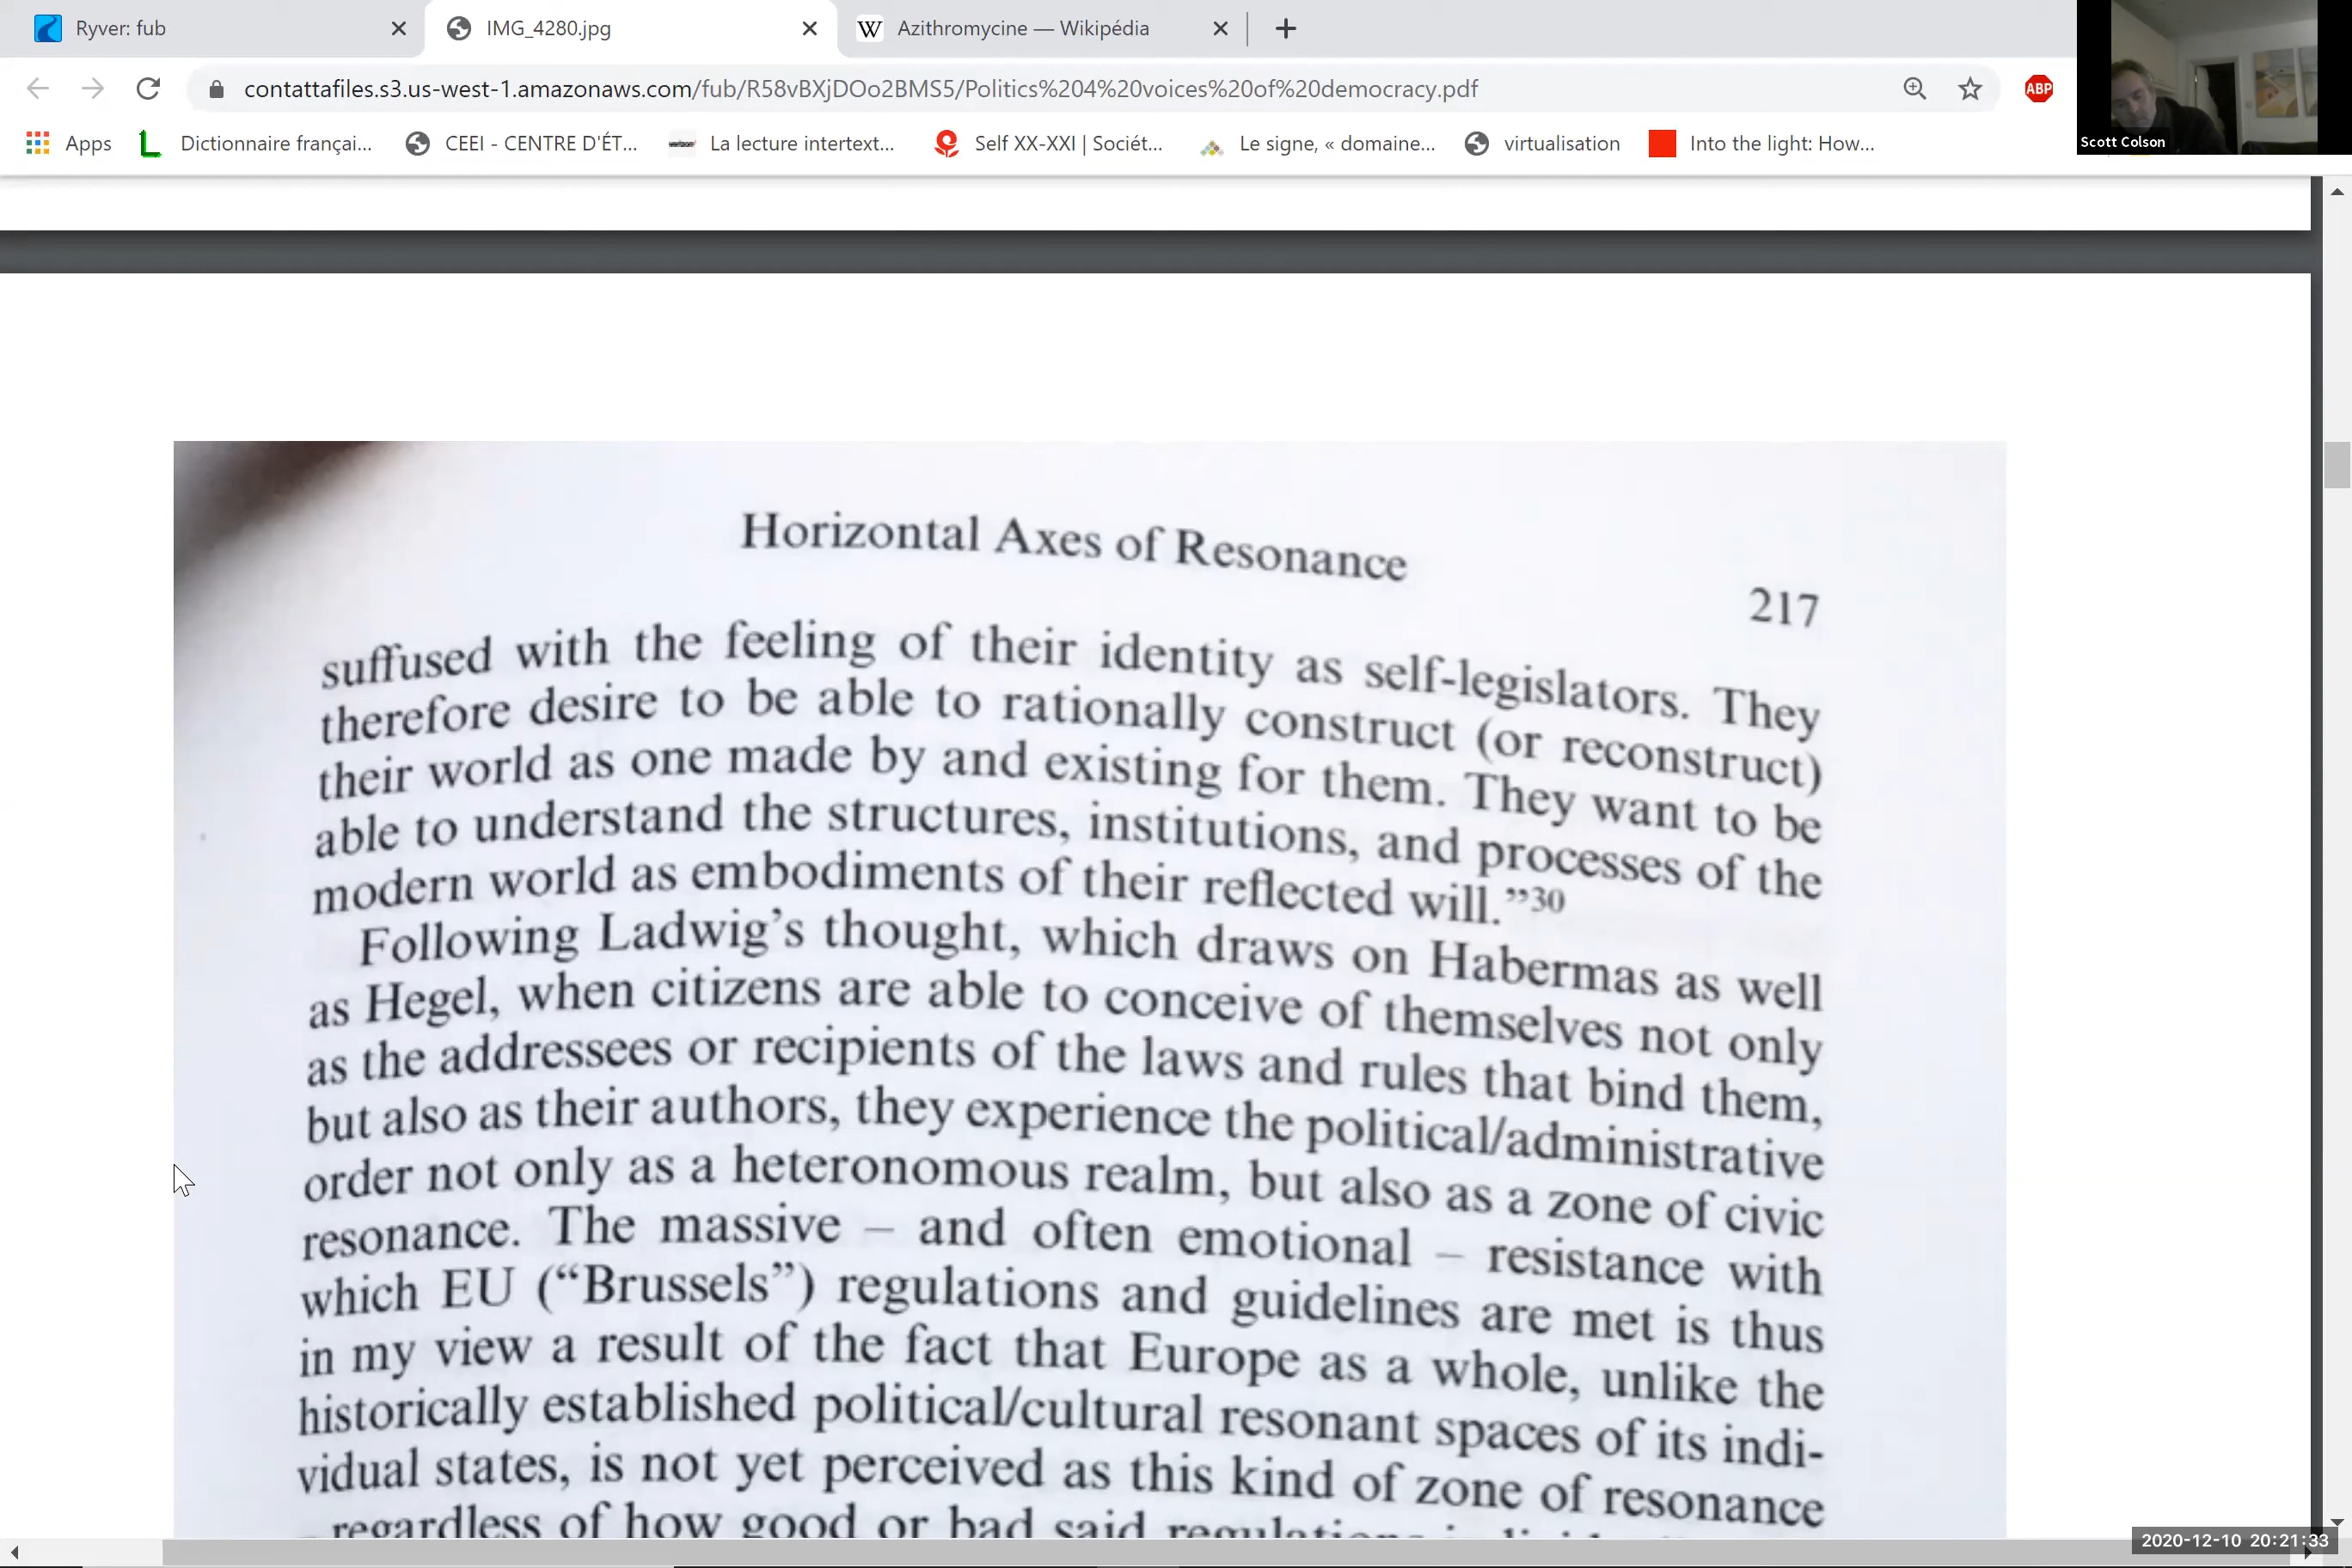 Ryver: fub
IMG_4280.jpg
W Azithromycine — Wikipédia
contattafiles.s3.us-west-1.amazonaws.com/fub/R58vBXjDOo2BMS5/Politics%204%20voices%20of%20democracy.pdf
ABP
Apps
Dictionnaire françai...
CEEI - CENTRE D'ÉT...
La lecture intertext...
Self XX-XXI | Sociét...
Le signe, « domaine...
virtualisation
Into the light: How...
Scott Colson
Horizontal Axes of Resonance
217
suffused with the feeling of their identity as self-legislators. They
therefore desire to be able to rationally construct (or reconstruct)
their world as one made by and existing for them. They want to be
able to understand the structures, institutions, and processes of the
modern world as embodiments of their reflected will.”30
Following Ladwig’s thought, which draws on Habermas as well
as Hegel, when citizens are able to conceive of themselves not only
as the addressees or recipients of the laws and rules that bind them,
but also as their authors, they experience the political/administrative
order not only as a heteronomous realm, but also as a zone of civic
resonance. The massive – and often emotional – resistance with
which EU (“Brussels”) regulations and guidelines are met is thus
in my view a result of the fact that Europe as a whole, unlike the
historically established political/cultural resonant spaces of its indi-
vidual states, is not yet perceived as this kind of zone of resonance
– regardless of how good or bad said
2020-12-10 20:21:33